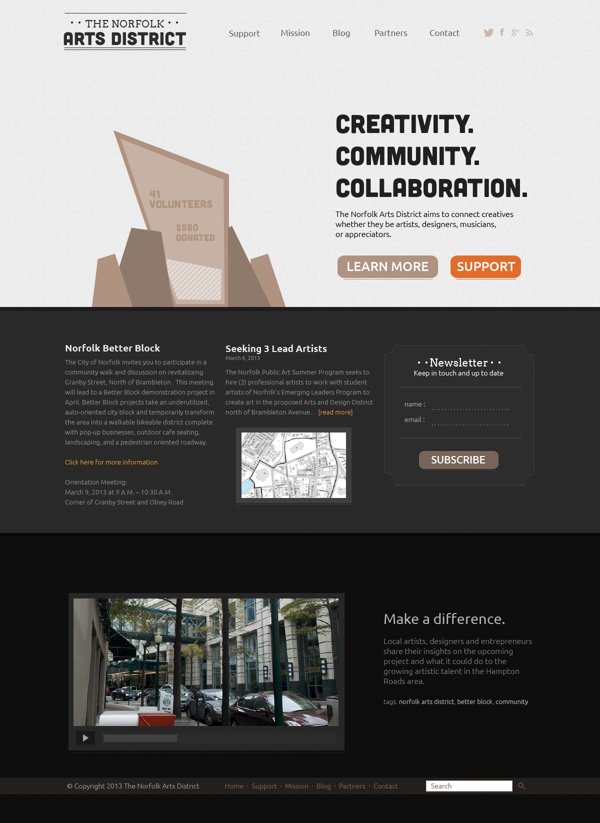 • • THE NORFOLK • •
ARTS DISTRICT
Support Mission Blog Partners Contact
CREATIVITY.
COMMUNITY.
COLLABORATION.
41
VOLUNTEERS
$580
DONATED
The Norfolk Arts District aims to connect creatives
whether they be artists, designers, musicians,
or appreciators.
LEARN MORE SUPPORT
Norfolk Better Block
The City of Norfolk invites you to participate in a
community walk and discussion on revitalizaing
Granby Street, North of Brambleton. This meeting
will lead to a Better Block demonstration project in
April. Better Block projects take an underutilized,
auto-oriented city block and temporarily transform
the area into a walkable bikeable district complete
with pop-up businesses, outdoor cafe seating,
landscaping, and a pedestrian oriented roadway.
Click here for more information
Orientation Meeting:
March 9, 2013 at 9 A.M. – 10:30 A.M.
Corner of Granby Street and Olney Road
Seeking 3 Lead Artists
March 6, 2013
The Norfolk Public Art Summer Program seeks to
hire (3) professional artists to work with student
artists of Norfolk's Emerging Leaders Program to
create art in the proposed Arts and Design District
north of Brambleton Avenue... [read more]
• • Newsletter • •
Keep in touch and up to date
name :
email :
SUBSCRIBE
Make a difference.
Local artists, designers and entrepreneurs
share their insights on the upcoming
project and what it could do to the
growing artistic talent in the Hampton
Roads area.
tags: norfolk arts district, better block, community
© Copyright 2013 The Norfolk Arts District
Home · Support · Mission · Blog · Partners · Contact
Search